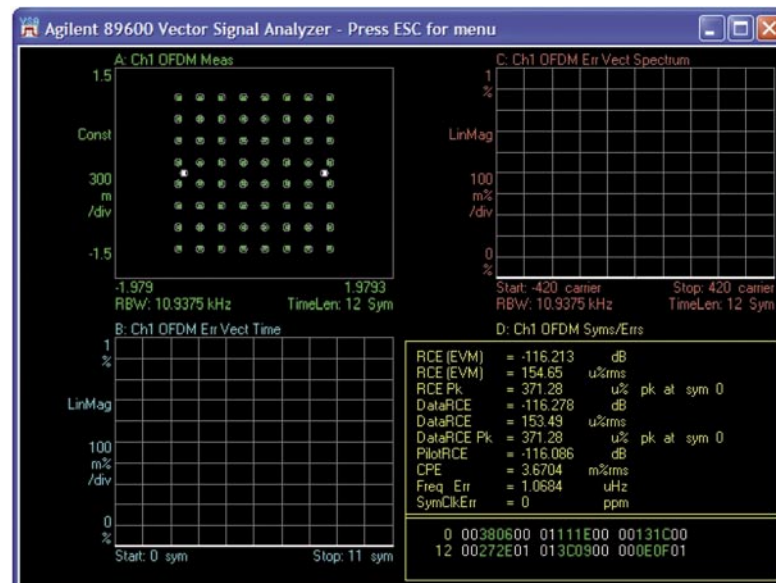 Agilent 89600 Vector Signal Analyzer - Press ESC for menu
A: Ch1 OFDM Meas
1.5
Const
300
m
/div
-1.5
-1.979
1.9793
RBW: 10.9375 kHz
TimeLen: 12 Sym
C: Ch1 OFDM Err Vect Spectrum
1
%
LinMag
100
m%
/div
0
%
Start: -420 carrier
Stop: 420 carrier
RBW: 10.9375 kHz
TimeLen: 12 Sym
B: Ch1 OFDM Err Vect Time
1
%
LinMag
100
m%
/div
0
%
Start: 0 sym
Stop: 11 sym
D: Ch1 OFDM Syms/Errs
RCE (EVM) = -116.213 dB
RCE (EVM) = 154.65 u%rms
RCE Pk = 371.28 u% pk at sym 0
DataRCE = -116.278 dB
DataRCE = 153.49 u%rms
DataRCE Pk = 371.28 u% pk at sym 0
PilotRCE = -116.086 dB
CPE = 3.6704 m%rms
Freq Err = 1.0684 uHz
SymClkErr = 0 ppm
0 00380600 01111E00 00131C00
12 00272E01 013C0900 000E0F01